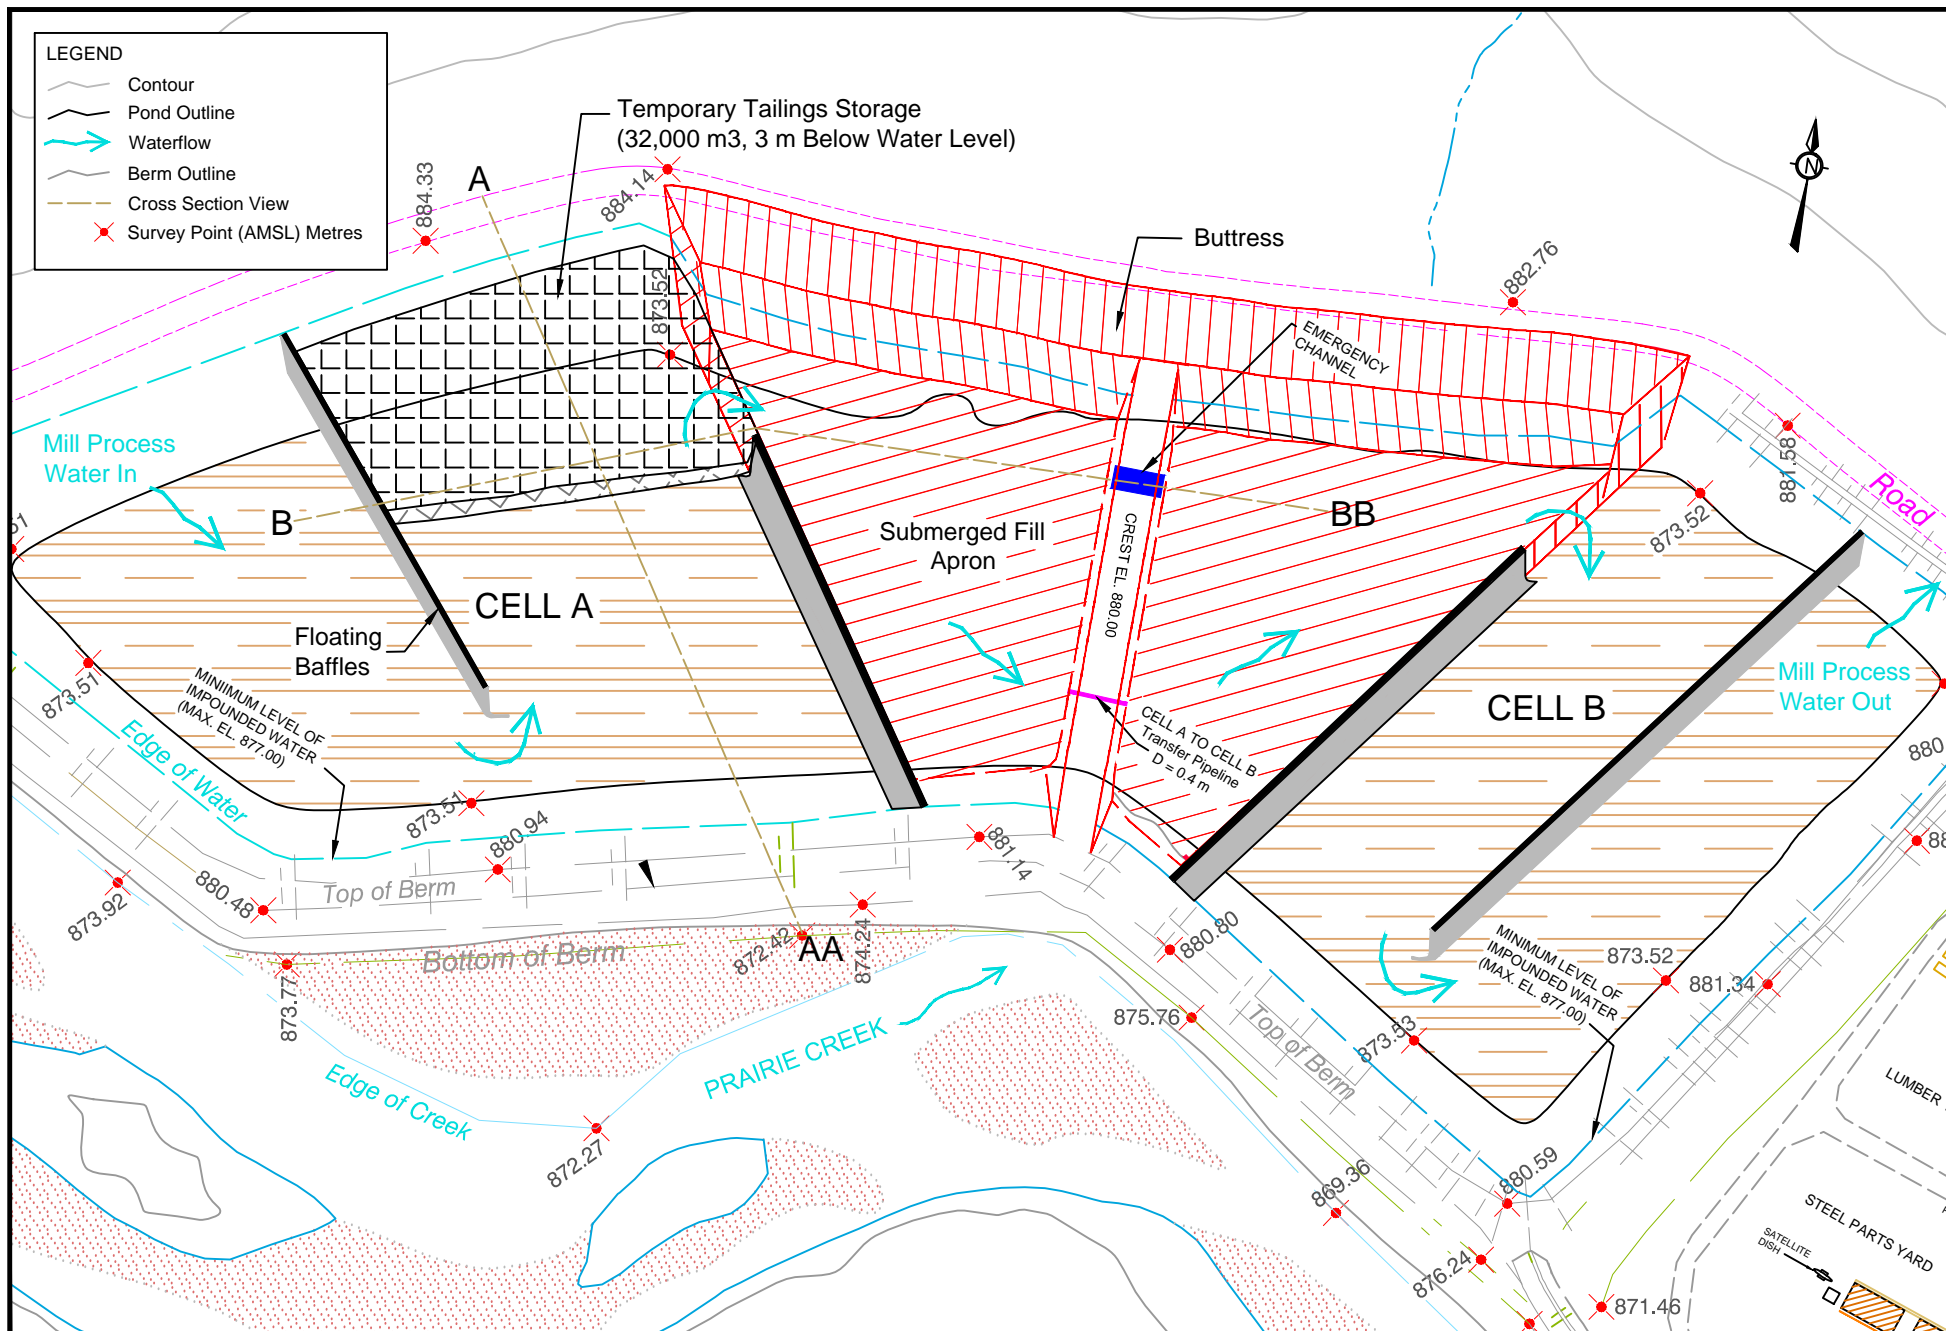 LEGEND
Contour
Pond Outline
Waterflow
Berm Outline
Cross Section View
Survey Point (AMSL) Metres
Temporary Tailings Storage
(32,000 m3, 3 m Below Water Level)
A
884.33
884.14
873.52
Buttress
882.76
N
EMERGENCY
CHANNEL
Mill Process
Water In
B
BB
881.58
Road
873.52
Submerged Fill
Apron
CREST EL. 880.00
CELL A
Floating
Baffles
51
873.51
MINIMUM LEVEL OF
IMPOUNDED WATER
(MAX. EL. 877.00)
Edge of Water
CELL A TO CELL B
Transfer Pipeline
D = 0.4 m
CELL B
Mill Process
Water Out
880.
88
873.51
880.94
881.14
880.48
Top of Berm
873.92
873.77
Bottom of Berm
872.42
AA
874.24
880.80
875.76
Top of Berm
873.53
MINIMUM LEVEL OF
IMPOUNDED WATER
(MAX. EL. 877.00)
873.52
881.34
PRAIRIE CREEK
Edge of Creek
872.27
869.36
880.59
876.24
871.46
LUMBER
STEEL PARTS YARD
SATELLITE
DISH